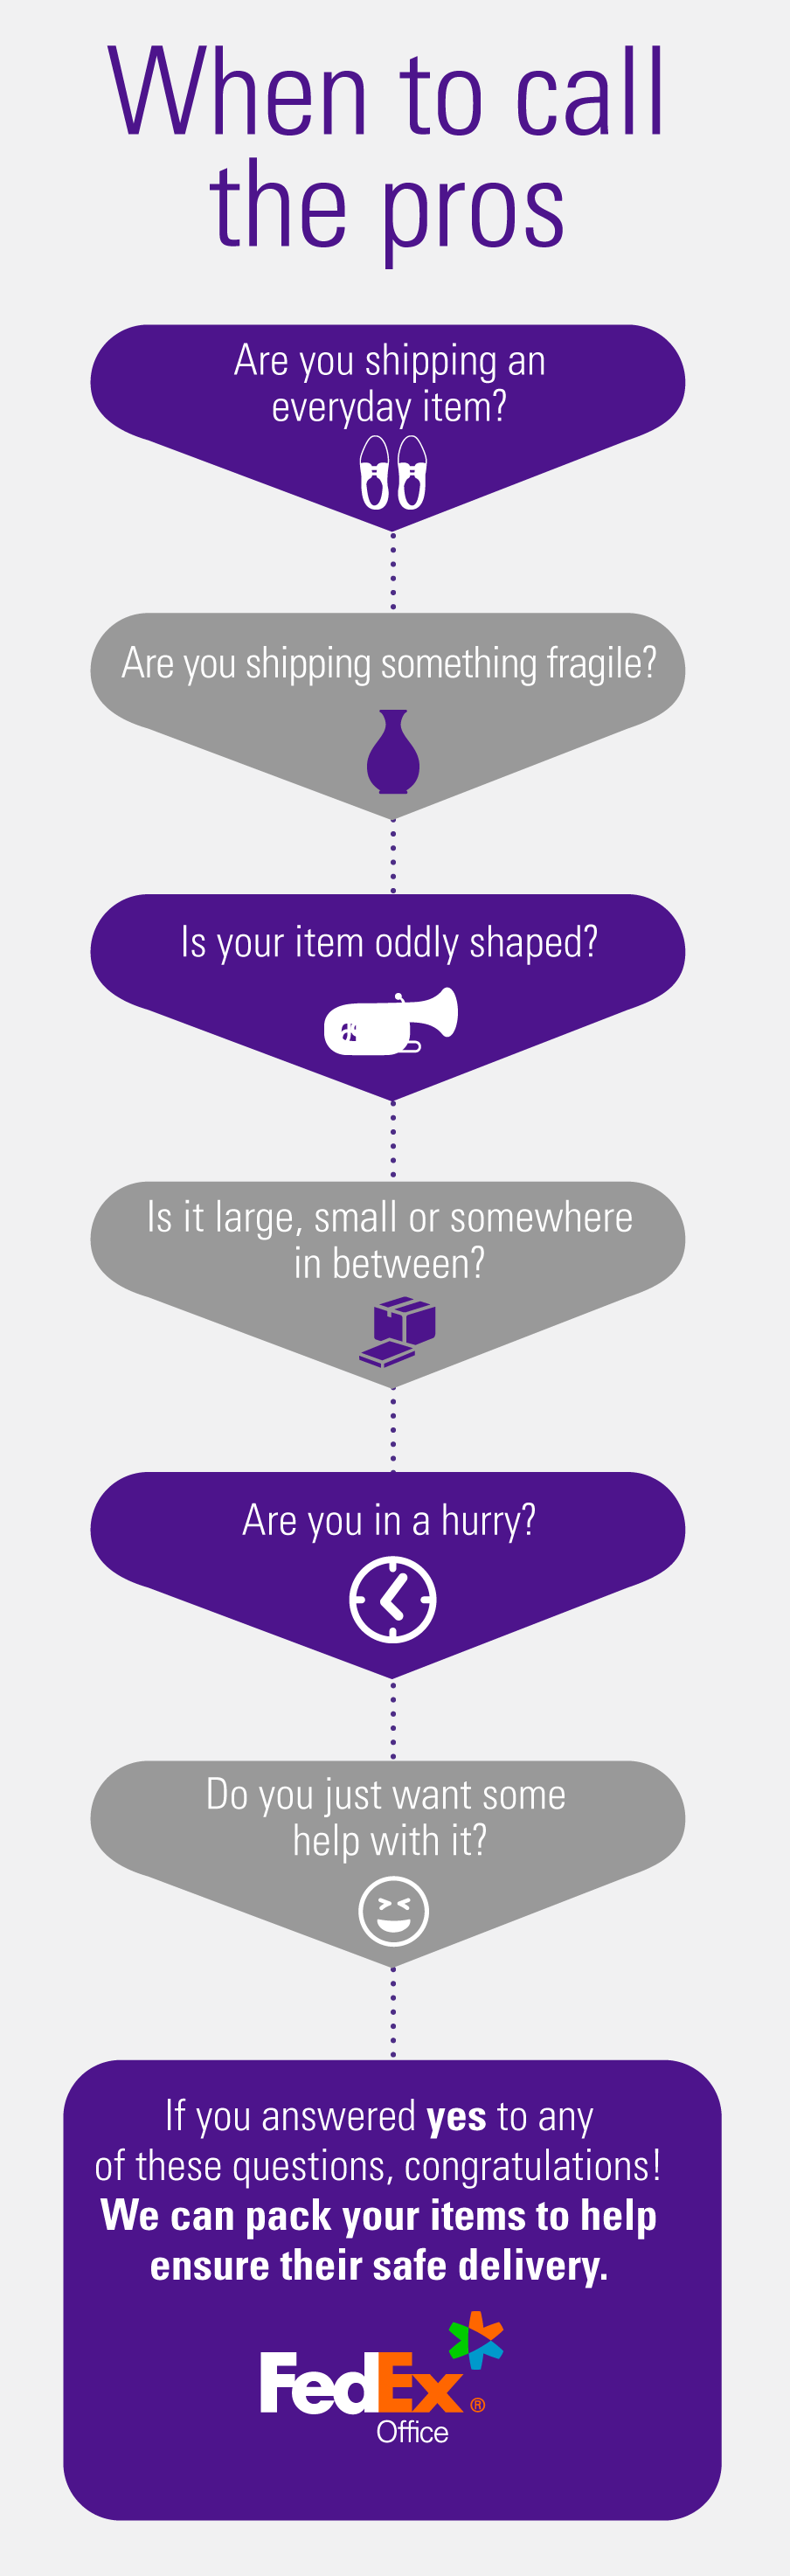 When to call
the pros
Are you shipping an
everyday item?
Are you shipping something fragile?
Is your item oddly shaped?
Is it large, small or somewhere
in between?
Are you in a hurry?
Do you just want some
help with it?
If you answered yes to any
of these questions, congratulations!
We can pack your items to help
ensure their safe delivery.
FedEx®
Office